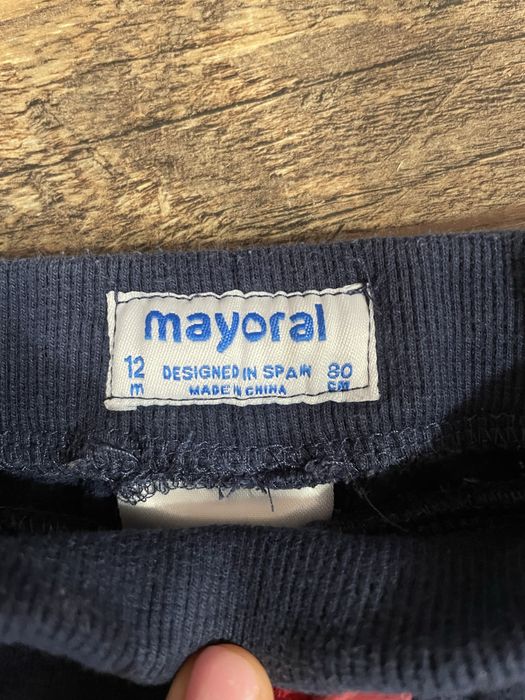 mayoral
12 DESIGNED IN SPAIN 80
m MADE IN CHINA cm